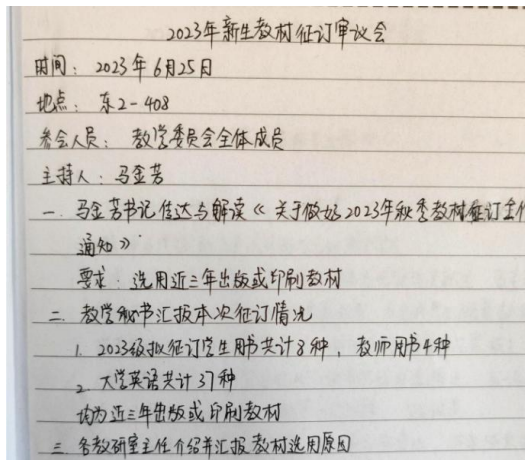 2023年新生教材征订审议会
时间：2023年6月25日
地点：东2-408
参会人员：教学委员会全体成员
主持人：马金芳
一. 马金芳书记传达与解读《关于做好2023年秋季教材征订工作
通知》
要求：选用近三年出版或印刷教材
二. 教学秘书汇报本次征订情况
1. 2023级拟征订学生用书共计8种，教师用书4种
2. 大学英语共计37种
均为近三年出版或印刷教材
三. 各教研室主任介绍并汇报教材选用原因